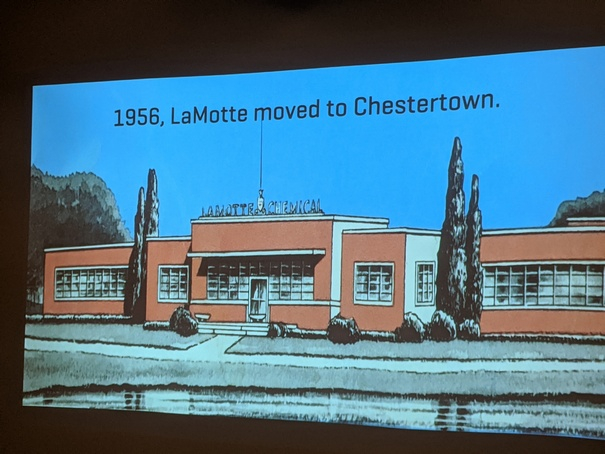 1956, LaMotte moved to Chestertown.
LAMOTTE CHEMICAL